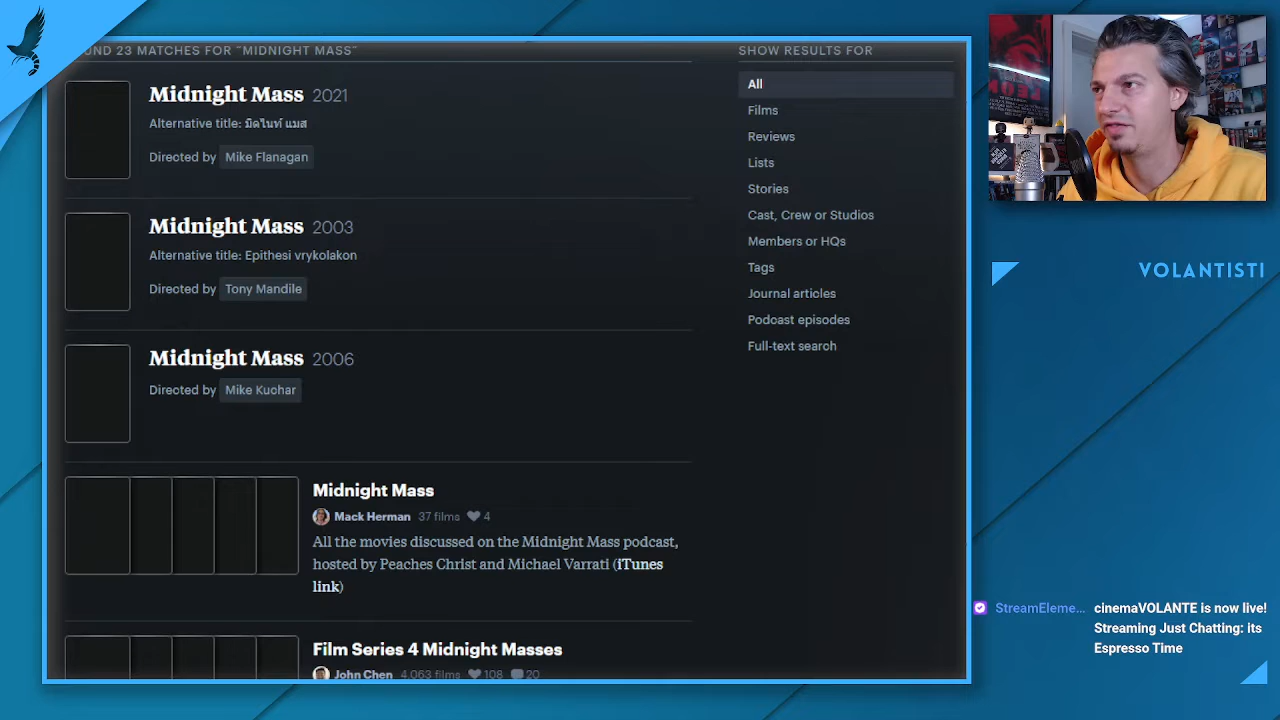 UND 23 MATCHES FOR "MIDNIGHT MASS"
Midnight Mass 2021
Alternative title: มิดไนท์ แมส
Directed by Mike Flanagan
Midnight Mass 2003
Alternative title: Epithesi vrykolakon
Directed by Tony Mandile
Midnight Mass 2006
Directed by Mike Kuchar
Midnight Mass
Mack Herman 37 films 4
All the movies discussed on the Midnight Mass podcast,
hosted by Peaches Christ and Michael Varrati (iTunes
link)
Film Series 4 Midnight Masses
John Chen 4,063 films 108 20
SHOW RESULTS FOR
All
Films
Reviews
Lists
Stories
Cast, Crew or Studios
Members or HQs
Tags
Journal articles
Podcast episodes
Full-text search
VOLANTISTI
StreamEleme... cinemaVOLANTE is now live!
Streaming Just Chatting: its
Espresso Time